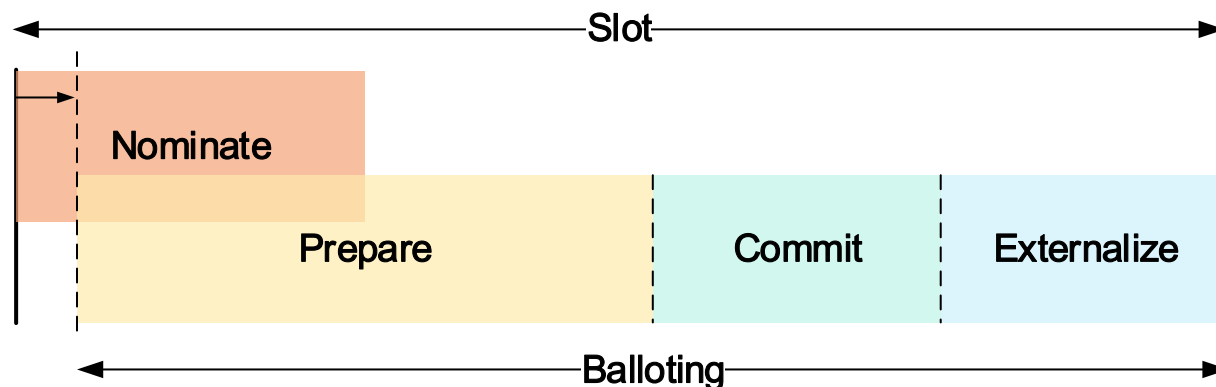 Slot
Nominate
Prepare
Commit
Externalize
Balloting